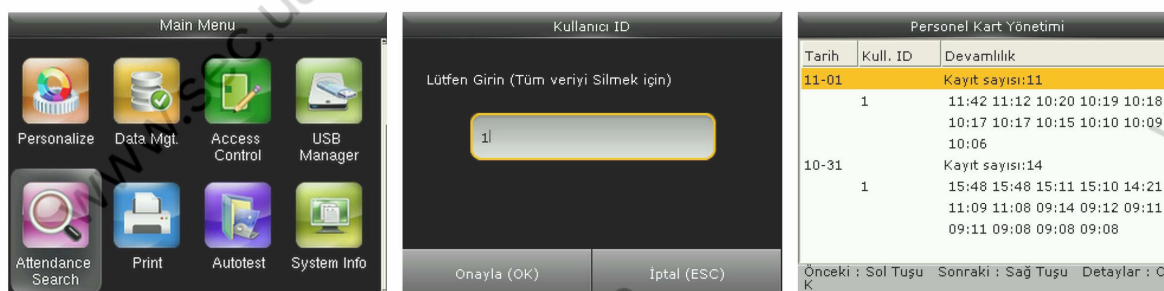 Main Menu
Personalize
Data Mgt.
Access
Control
USB
Manager
Attendance
Search
Print
Autotest
System Info
www.sec.u
Kullanıcı ID
Lütfen Girin (Tüm veriyi Silmek için)
1
Onayla (OK)
İptal (ESC)
Personel Kart Yönetimi
Tarih Kull. ID Devamlılık
11-01 Kayıt sayısı:11
1 11:42 11:12 10:20 10:19 10:18
10:17 10:17 10:15 10:10 10:09
10:06
10-31 Kayıt sayısı:14
1 15:48 15:48 15:11 15:10 14:21
11:09 11:08 09:14 09:12 09:11
09:11 09:08 09:08 09:08
Önceki : Sol Tuşu Sonraki : Sağ Tuşu Detaylar : O
K